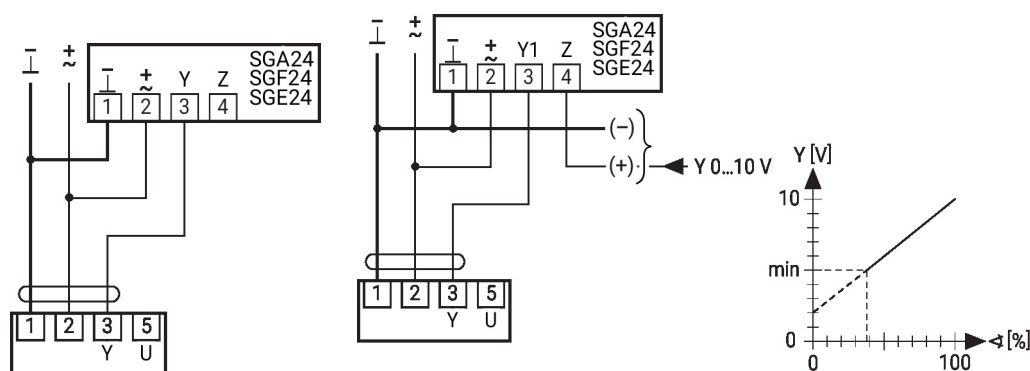 – ⊥
+ ~
SGA24
SGF24
SGE24
– ⊥
+ ~
Y
Z
1
2
3
4
1
2
3
5
Y
U
– ⊥
+ ~
SGA24
SGF24
SGE24
– ⊥
+ ~
Y1
Z
1
2
3
4
(–)
(+)
Y 0...10 V
1
2
3
5
Y
U
Y [V]
10
min
0
0
100
∢ [%]